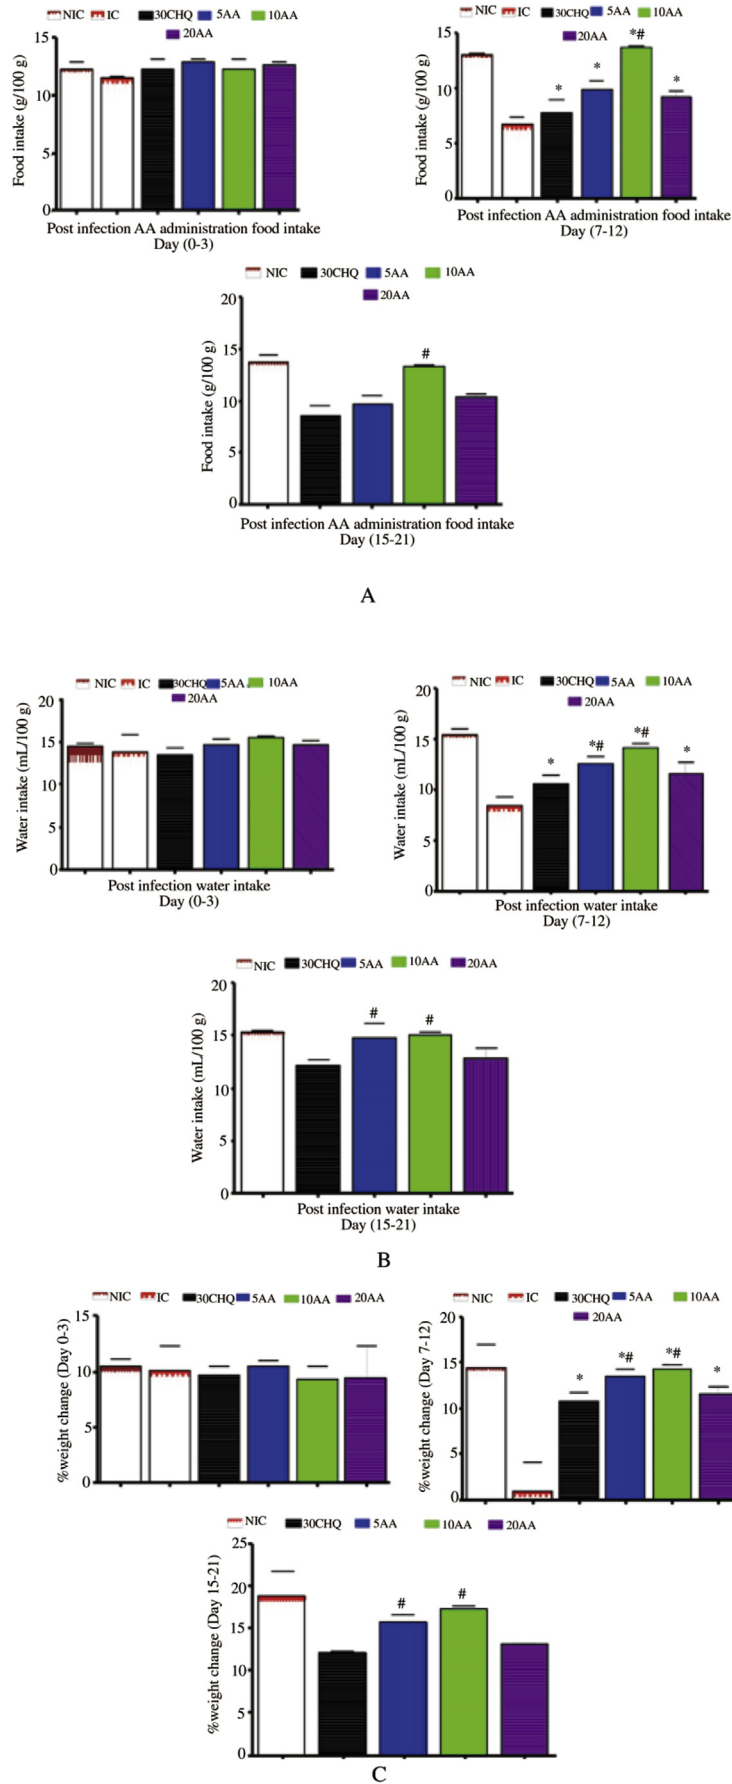 NIC IC 30CHQ 5AA 10AA
20AA
15
10
5
0
Food intake (g/100 g)
Post infection AA administration food intake
Day (0-3)
NIC IC 30CHQ 5AA 10AA
20AA
15
10
5
0
Food intake (g/100 g)
* * *# *
Post infection AA administration food intake
Day (7-12)
NIC 30CHQ 5AA 10AA
20AA
20
15
10
5
0
Food intake (g/100 g)
#
Post infection AA administration food intake
Day (15-21)
A
NIC IC 30CHQ 5AA 10AA
20AA
20
15
10
5
0
Water intake (mL/100 g)
Post infection water intake
Day (0-3)
NIC IC 30CHQ 5AA 10AA
20AA
20
15
10
5
0
Water intake (mL/100 g)
* *# *# *
Post infection water intake
Day (7-12)
NIC 30CHQ 5AA 10AA 20AA
20
15
10
5
0
Water intake (mL/100 g)
# #
Post infection water intake
Day (15-21)
B
NIC IC 30CHQ 5AA 10AA 20AA
15
10
5
0
%weight change (Day 0-3)
NIC IC 30CHQ 5AA 10AA
20AA
20
15
10
5
0
%weight change (Day 7-12)
* *# *# *
NIC 30CHQ 5AA 10AA 20AA
25
20
15
10
5
0
%weight change (Day 15-21)
# #
C